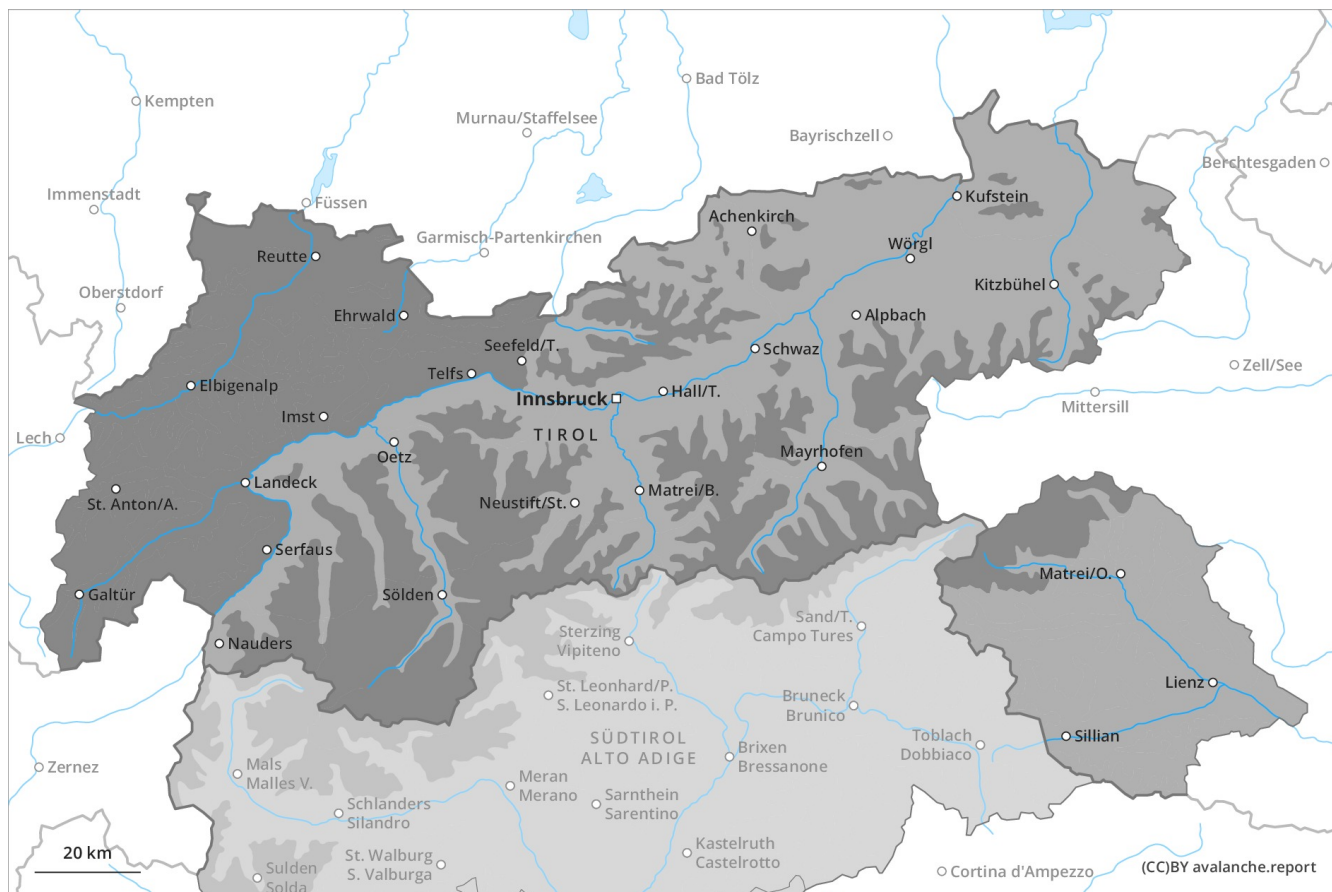 Kempten
Bad Tölz
Murnau/Staffelsee
Bayrischzell
Berchtesgaden
Immenstadt
Füssen
Kufstein
Achenkirch
Garmisch-Partenkirchen
Wörgl
Reutte
Kitzbühel
Oberstdorf
Ehrwald
Alpbach
Seefeld/T.
Schwaz
Zell/See
Telfs
Elbigenalp
Hall/T.
Innsbruck
Mittersill
Imst
Lech
TIROL
Oetz
Mayrhofen
Landeck
Matrei/B.
St. Anton/A.
Neustift/St.
Serfaus
Matrei/O.
Galtür
Sölden
Sand/T.
Campo Tures
Sterzing
Vipiteno
Nauders
Lienz
St. Leonhard/P.
S. Leonardo i. P.
Bruneck
Brunico
Sillian
Toblach
Dobbiaco
SÜDTIROL
ALTO ADIGE
Brixen
Bressanone
Zernez
Mals
Malles V.
Meran
Merano
Schlanders
Silandro
Sarnthein
Sarentino
Kastelruth
Castelrotto
20 km
St. Walburg
S. Valburga
Sulden
Solda
Cortina d'Ampezzo
(CC)BY avalanche.report